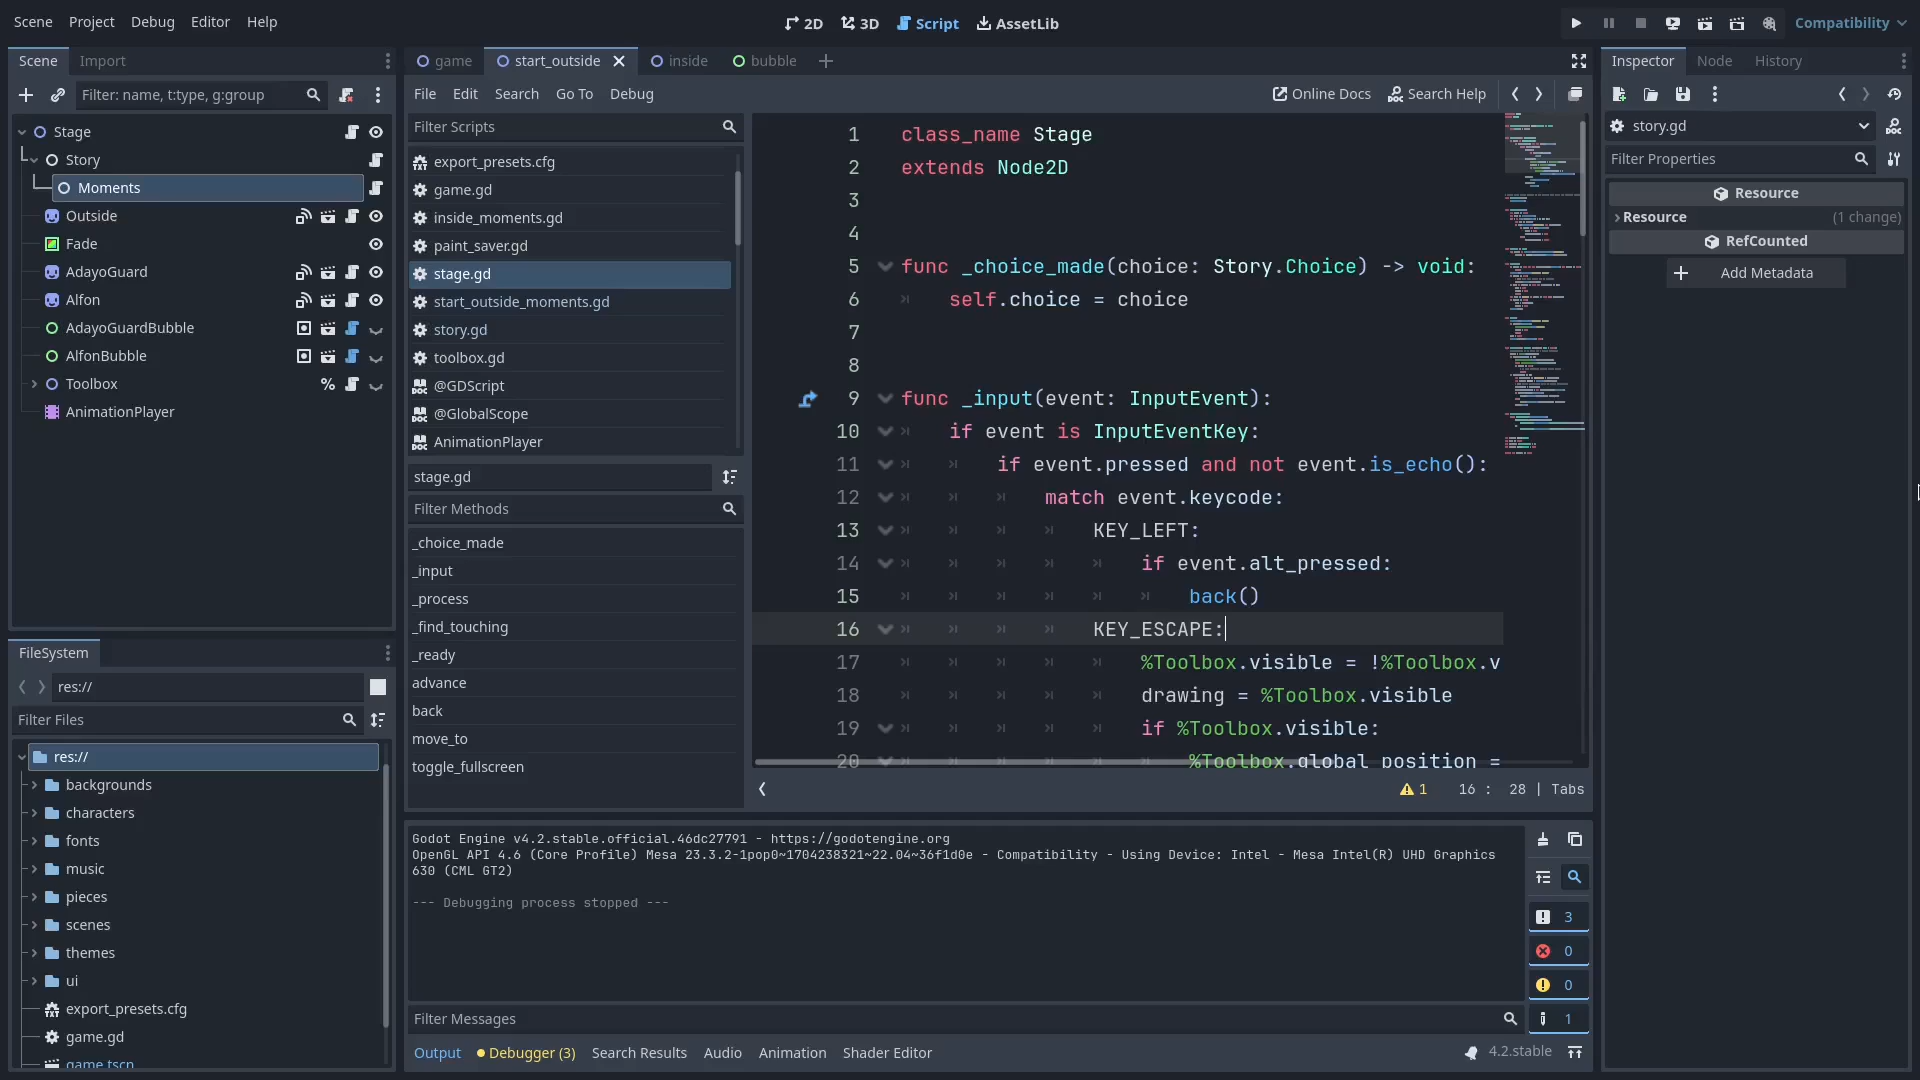 Scene Project Debug Editor Help
2D 3D Script AssetLib
Compatibility
Scene Import
Filter: name, t:type, g:group
Stage
Story
Moments
Outside
Fade
AdayoGuard
Alfon
AdayoGuardBubble
AlfonBubble
Toolbox %
AnimationPlayer
FileSystem
res://
Filter Files
res://
backgrounds
characters
fonts
music
pieces
scenes
themes
ui
export_presets.cfg
game.gd
game.tscn
game start_outside inside bubble
File Edit Search Go To Debug
Online Docs Search Help
Filter Scripts
export_presets.cfg
game.gd
inside_moments.gd
paint_saver.gd
stage.gd
start_outside_moments.gd
story.gd
toolbox.gd
@GDScript
@GlobalScope
AnimationPlayer
stage.gd
Filter Methods
_choice_made
_input
_process
_find_touching
_ready
advance
back
move_to
toggle_fullscreen
1 class_name Stage
2 extends Node2D
3
4
5 func _choice_made(choice: Story.Choice) -> void:
6 self.choice = choice
7
8
9 func _input(event: InputEvent):
10 if event is InputEventKey:
11 if event.pressed and not event.is_echo():
12 match event.keycode:
13 KEY_LEFT:
14 if event.alt_pressed:
15 back()
16 KEY_ESCAPE:
17 %Toolbox.visible = !%Toolbox.v
18 drawing = %Toolbox.visible
19 if %Toolbox.visible:
20 %Toolbox.global_position =
1 16 : 28 | Tabs
Godot Engine v4.2.stable.official.46dc27791 - https://godotengine.org
OpenGL API 4.6 (Core Profile) Mesa 23.3.2-1pop0~1704238321~22.04~36f1d0e - Compatibility - Using Device: Intel - Mesa Intel(R) UHD Graphics
630 (CML GT2)
--- Debugging process stopped ---
3
0
0
1
Filter Messages
Output Debugger (3) Search Results Audio Animation Shader Editor
4.2.stable
Inspector Node History
story.gd
Filter Properties
Resource
Resource (1 change)
RefCounted
Add Metadata